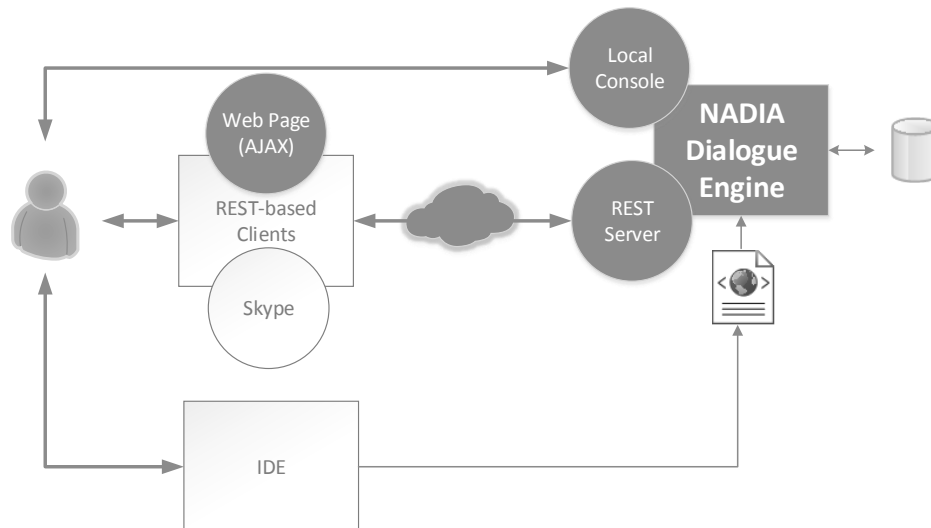 Local
Console
Web Page
(AJAX)
NADIA
Dialogue
Engine
REST-based
Clients
REST
Server
Skype
IDE